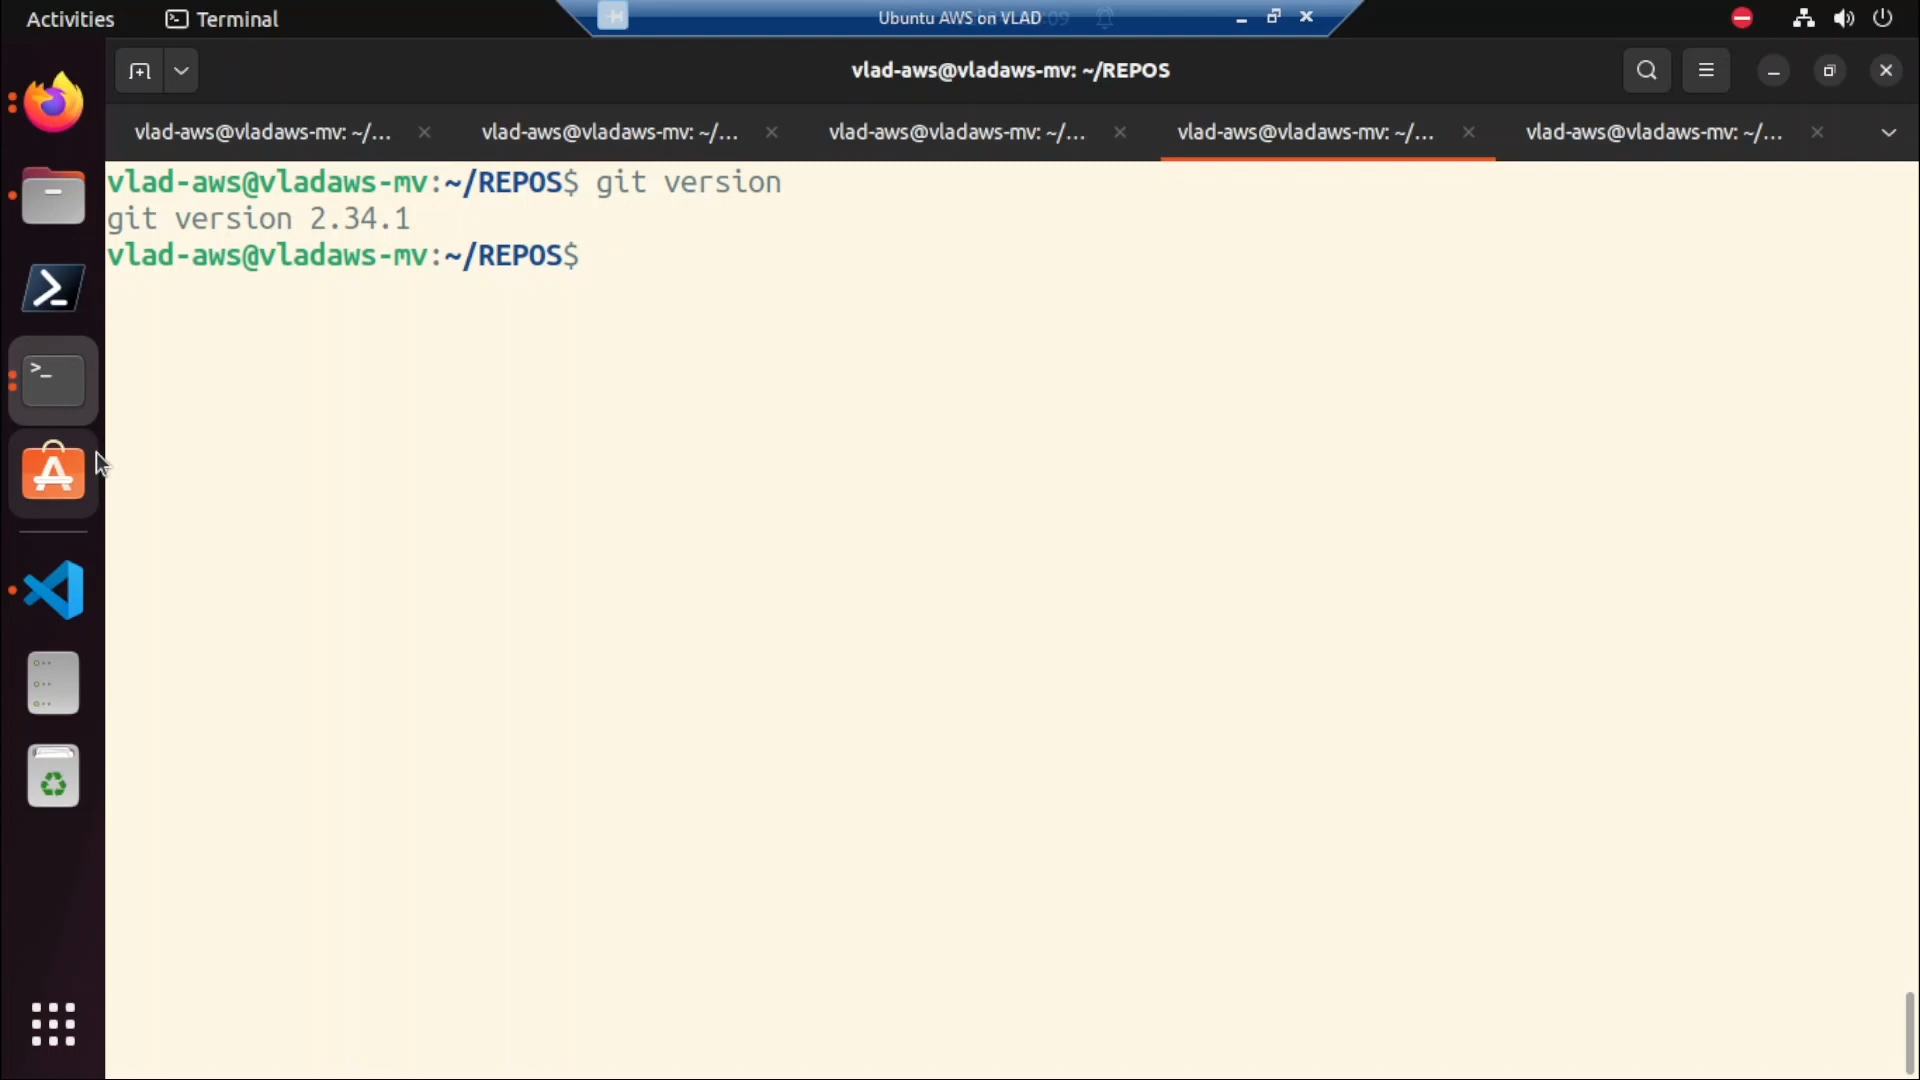 Activities
Terminal
Ubuntu AWS on VLAD
vlad-aws@vladaws-mv: ~/REPOS
vlad-aws@vladaws-mv: ~/...
vlad-aws@vladaws-mv: ~/...
vlad-aws@vladaws-mv: ~/...
vlad-aws@vladaws-mv: ~/...
vlad-aws@vladaws-mv: ~/...
vlad-aws@vladaws-mv:~/REPOS$ git version
git version 2.34.1
vlad-aws@vladaws-mv:~/REPOS$